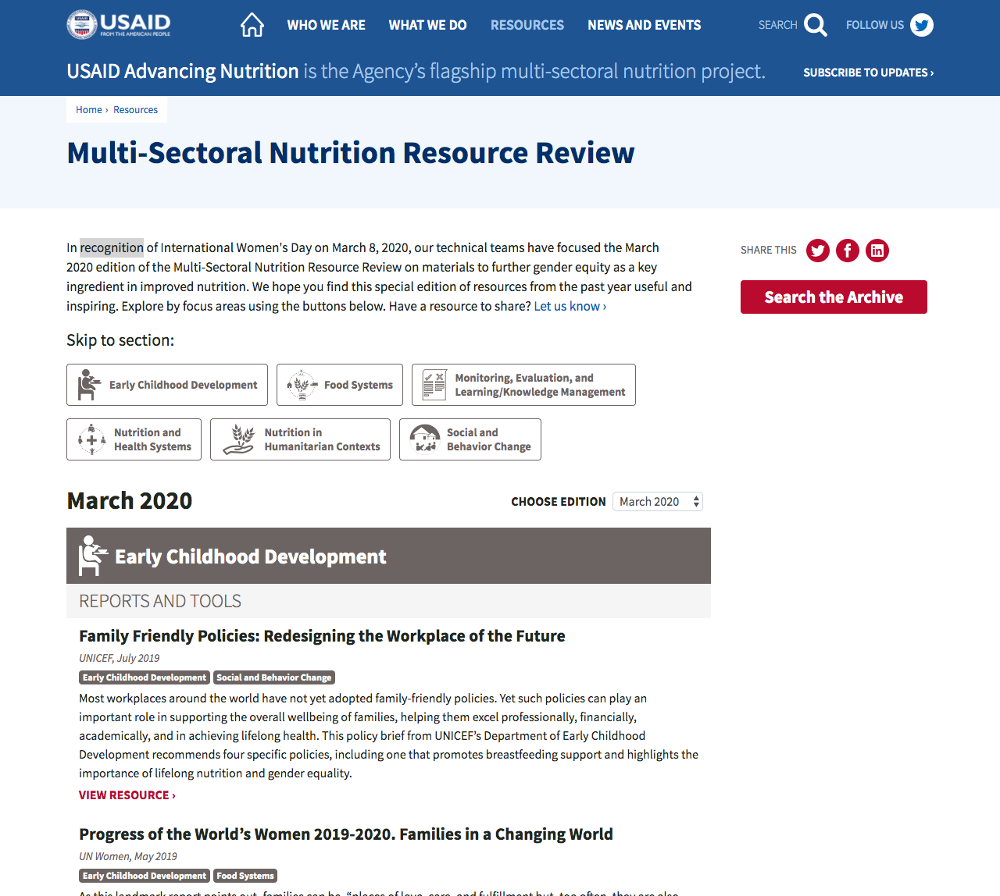 USAID
FROM THE AMERICAN PEOPLE
WHO WE ARE
WHAT WE DO
RESOURCES
NEWS AND EVENTS
SEARCH
FOLLOW US
USAID Advancing Nutrition is the Agency’s flagship multi-sectoral nutrition project.
SUBSCRIBE TO UPDATES ›
Home › Resources
Multi-Sectoral Nutrition Resource Review
In recognition of International Women's Day on March 8, 2020, our technical teams have focused the March
2020 edition of the Multi-Sectoral Nutrition Resource Review on materials to further gender equity as a key
ingredient in improved nutrition. We hope you find this special edition of resources from the past year useful and
inspiring. Explore by focus areas using the buttons below. Have a resource to share? Let us know ›
SHARE THIS
Search the Archive
Skip to section:
Early Childhood Development
Food Systems
Monitoring, Evaluation, and
Learning/Knowledge Management
Nutrition and
Health Systems
Nutrition in
Humanitarian Contexts
Social and
Behavior Change
March 2020
CHOOSE EDITION
March 2020
Early Childhood Development
REPORTS AND TOOLS
Family Friendly Policies: Redesigning the Workplace of the Future
UNICEF, July 2019
Early Childhood Development
Social and Behavior Change
Most workplaces around the world have not yet adopted family-friendly policies. Yet such policies can play an
important role in supporting the overall wellbeing of families, helping them excel professionally, financially,
academically, and in achieving lifelong health. This policy brief from UNICEF’s Department of Early Childhood
Development recommends four specific policies, including one that promotes breastfeeding support and highlights the
importance of lifelong nutrition and gender equality.
VIEW RESOURCE ›
Progress of the World’s Women 2019-2020. Families in a Changing World
UN Women, May 2019
Early Childhood Development
Food Systems
As this landmark report points out, families can be, “places of love, care, and fulfillment but, too often, they are also